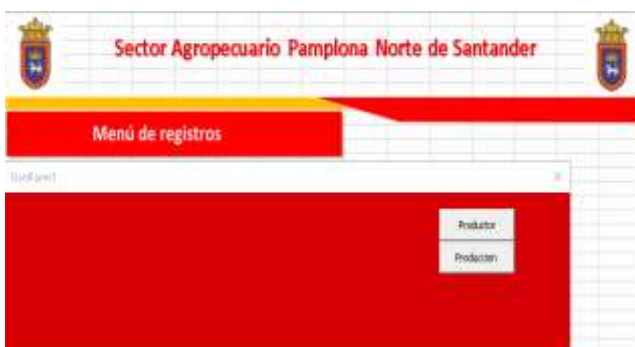 Sector Agropecuario Pamplona Norte de Santander
Menú de registros
UserForm1
X
Productor
Produccion